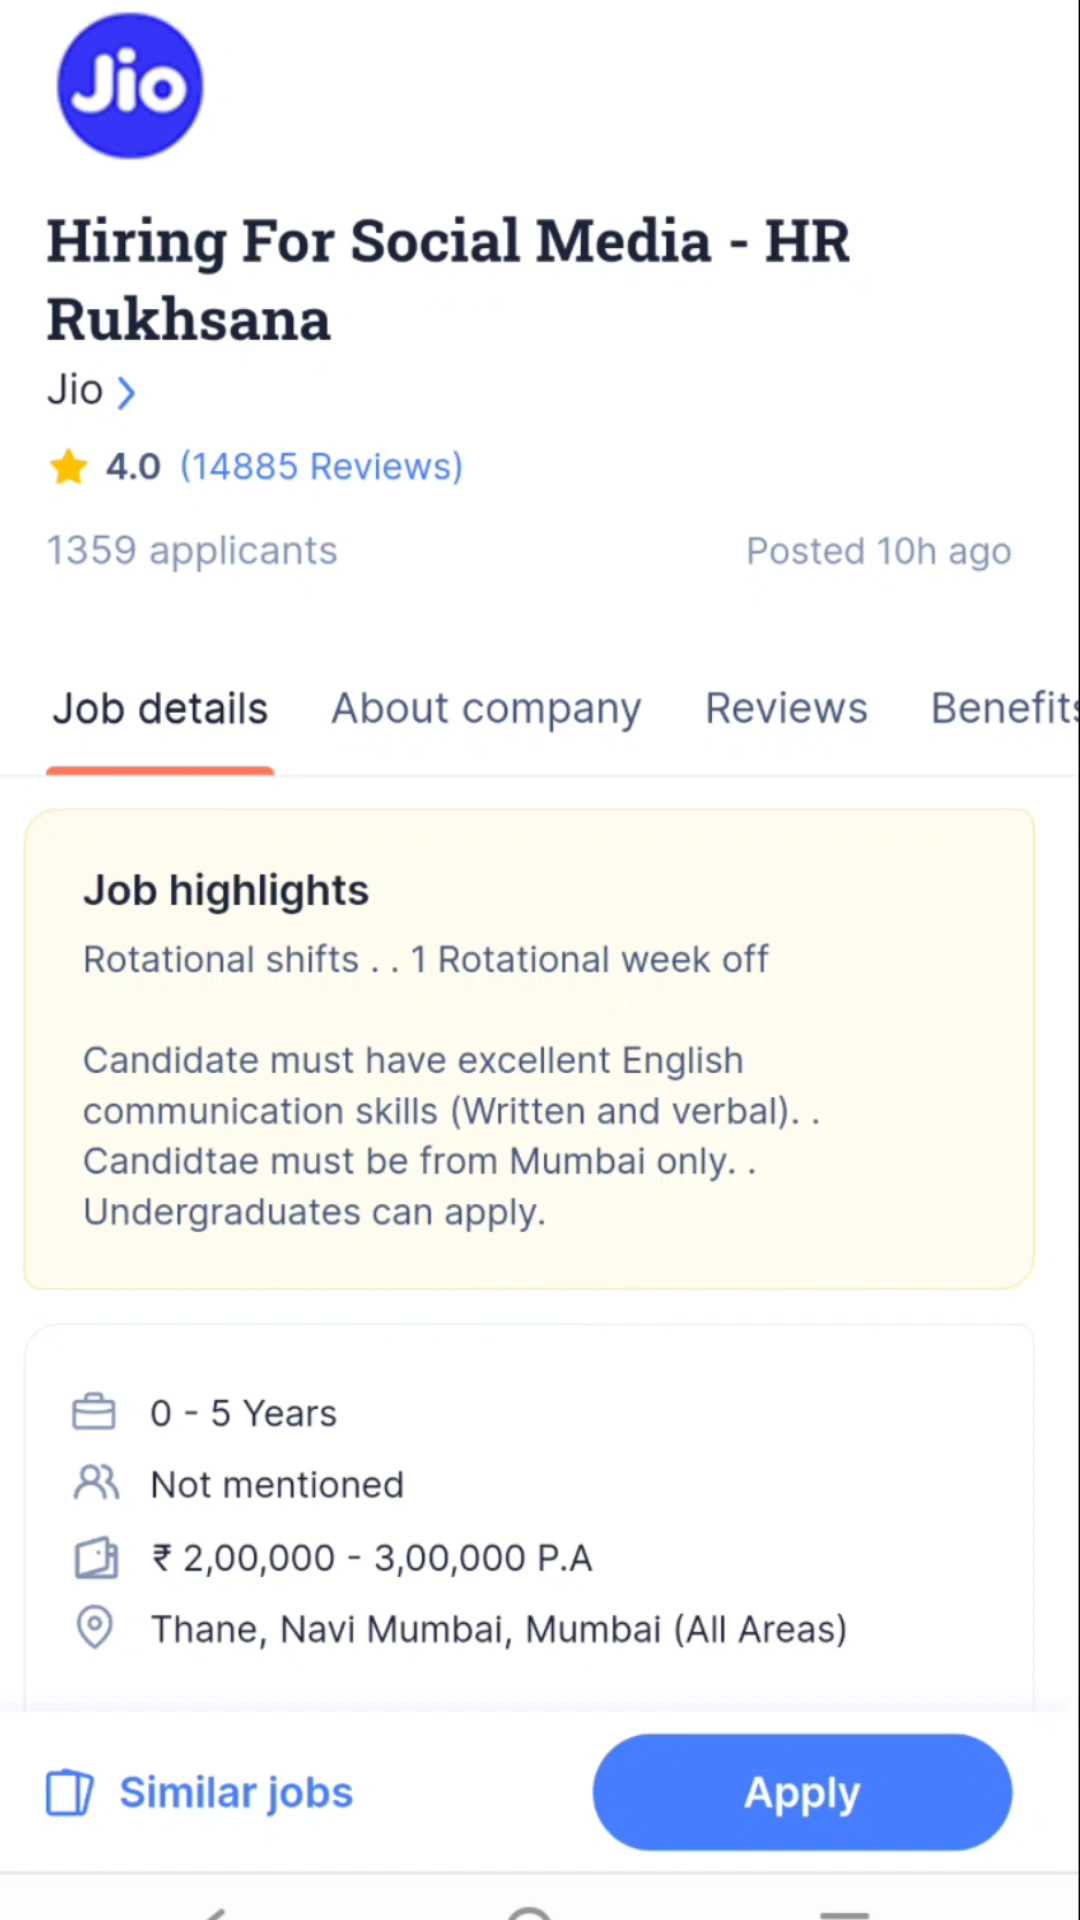 Jio
Hiring For Social Media - HR
Rukhsana
Jio
4.0 (14885 Reviews)
1359 applicants Posted 10h ago
Job details About company Reviews Benefits
Job highlights
Rotational shifts . . 1 Rotational week off
Candidate must have excellent English
communication skills (Written and verbal). .
Candidtae must be from Mumbai only. .
Undergraduates can apply.
0 - 5 Years
Not mentioned
₹ 2,00,000 - 3,00,000 P.A
Thane, Navi Mumbai, Mumbai (All Areas)
Similar jobs Apply